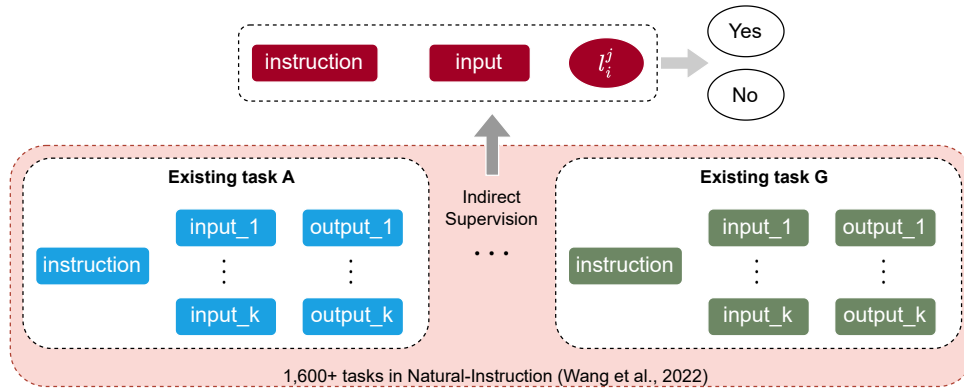 instruction input l_i^j Yes
No
Indirect
Supervision
. . .
Existing task A
instruction
input_1 output_1
input_k output_k
Existing task G
instruction
input_1 output_1
input_k output_k
1,600+ tasks in Natural-Instruction (Wang et al., 2022)